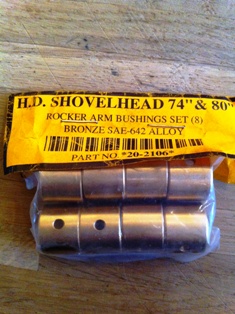 H.D. SHOVELHEAD 74" & 80"
ROCKER ARM BUSHINGS SET (8)
BRONZE SAE-642 ALLOY
PART NO *20-2106*